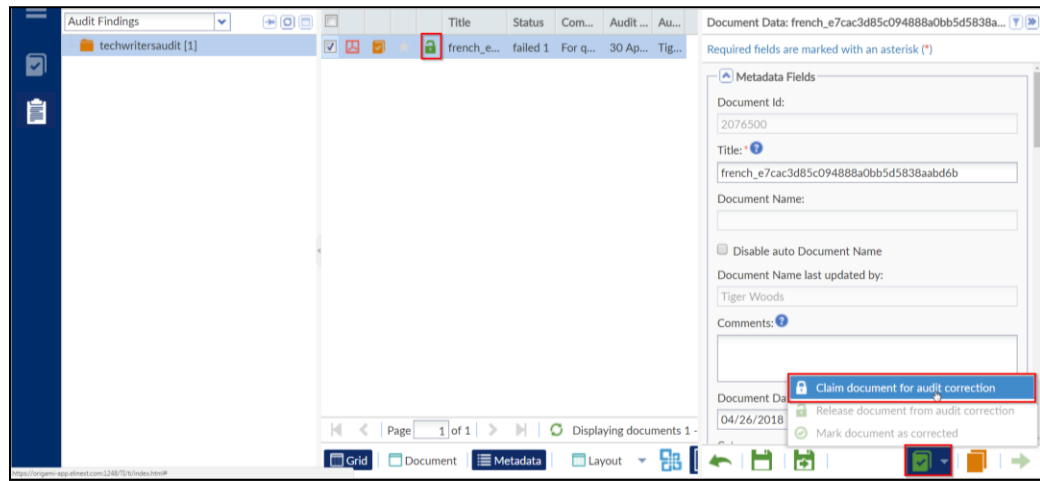 Audit Findings
techwritersaudit [1]
Title Status Com... Audit ... Au...
french_e... failed 1 For q... 30 Ap... Tig...
Page 1 of 1 Displaying documents 1 -
Grid Document Metadata Layout
https://origami-app.elinext.com:1248/TI/ti/index.html#
Document Data: french_e7cac3d85c094888a0bb5d5838a...
Required fields are marked with an asterisk (*)
Metadata Fields
Document Id:
2076500
Title: *
french_e7cac3d85c094888a0bb5d5838aabd6b
Document Name:
Disable auto Document Name
Document Name last updated by:
Tiger Woods
Comments:
Document Da
04/26/2018
Claim document for audit correction
Release document from audit correction
Mark document as corrected